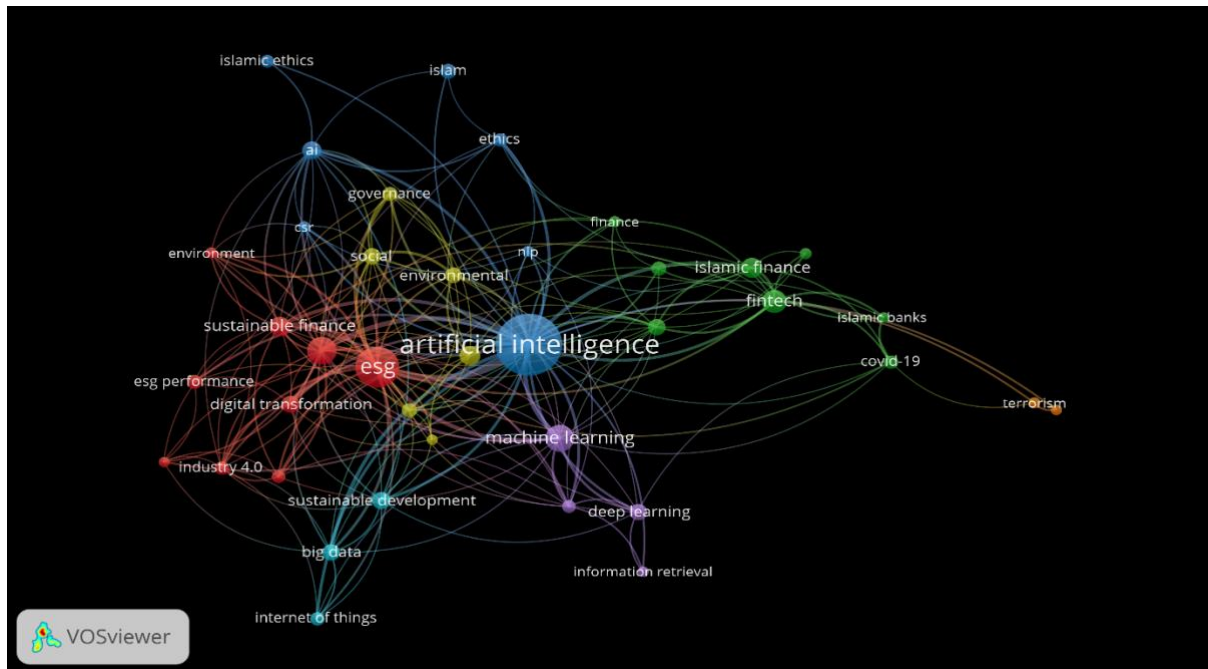 islamic ethics
islam
ethics
ai
governance
finance
csr
environment
nlp
social
environmental
islamic finance
fintech
islamic banks
sustainable finance
artificial intelligence
covid-19
esg
esg performance
digital transformation
terrorism
machine learning
industry 4.0
sustainable development
deep learning
big data
information retrieval
internet of things
VOSviewer